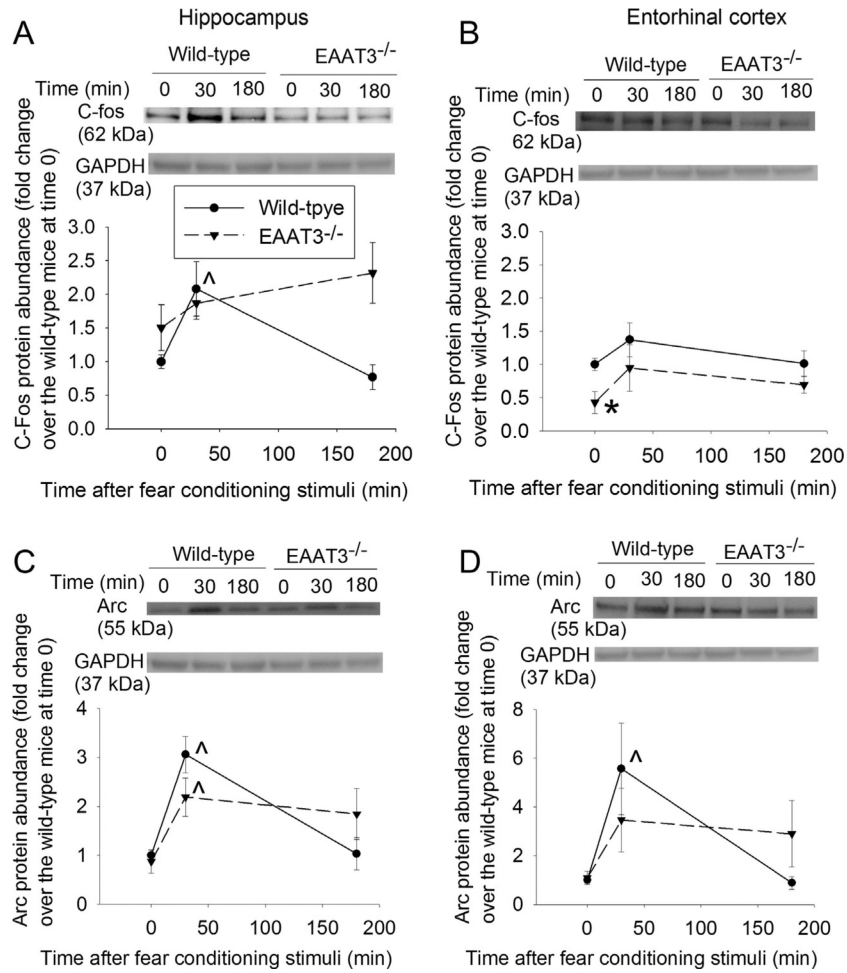 Hippocampus
Entorhinal cortex
A
Wild-type EAAT3-/-
Time (min) 0 30 180 0 30 180
C-fos
(62 kDa)
GAPDH
(37 kDa)
Wild-tpye
EAAT3-/-
C-Fos protein abundance (fold change
over the wild-type mice at time 0)
3.0
2.5
2.0
1.5
1.0
0.5
0.0
^
0 50 100 150 200
Time after fear conditioning stimuli (min)
B
Wild-type EAAT3-/-
Time (min) 0 30 180 0 30 180
C-fos
62 kDa)
GAPDH
(37 kDa)
C-Fos protein abundance (fold change
over the wild-type mice at time 0)
3.0
2.5
2.0
1.5
1.0
0.5
0.0
*
0 50 100 150 200
Time after fear conditioning stimuli (min)
C
Wild-type EAAT3-/-
Time (min) 0 30 180 0 30 180
Arc
(55 kDa)
GAPDH
(37 kDa)
Arc protein abundance (fold change
over the wild-type mice at time 0)
4
3
2
1
0
^
^
0 50 100 150 200
Time after fear conditioning stimuli (min)
D
Wild-type EAAT3-/-
Time (min) 0 30 180 0 30 180
Arc
(55 kDa)
GAPDH
(37 kDa)
Arc protein abundance (fold change
over the wild-type mice at time 0)
8
6
4
2
0
^
0 50 100 150 200
Time after fear conditioning stimuli (min)